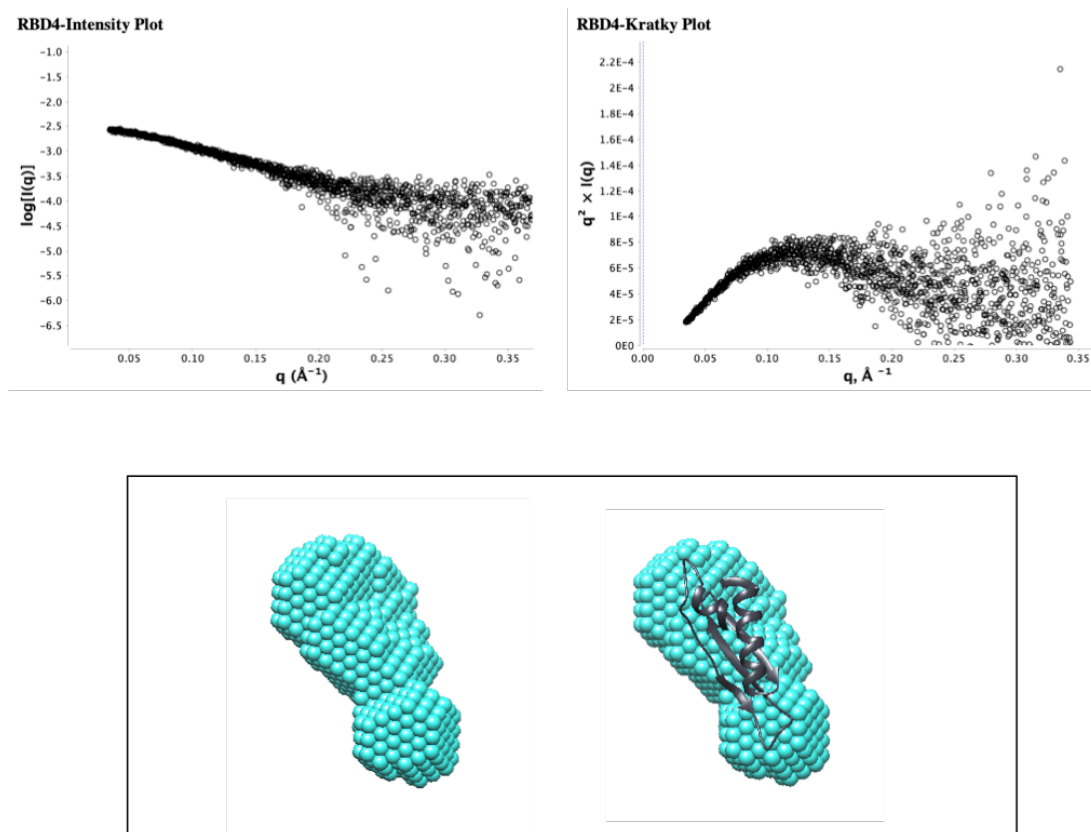 RBD4-Intensity Plot
−1.0
−1.5
−2.0
−2.5
−3.0
−3.5
−4.0
−4.5
−5.0
−5.5
−6.0
−6.5
log[I(q)]
0.05 0.10 0.15 0.20 0.25 0.30 0.35
q (Å⁻¹)
RBD4-Kratky Plot
2.2E-4
2E-4
1.8E-4
1.6E-4
1.4E-4
1.2E-4
1E-4
8E-5
6E-5
4E-5
2E-5
0E0
q² × I(q)
0.00 0.05 0.10 0.15 0.20 0.25 0.30 0.35
q, Å ⁻¹